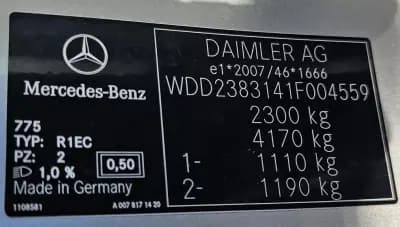 Mercedes-Benz
775
TYP: R1EC
PZ: 2
1,0 % 0,50
Made in Germany
1108581 A 007 817 14 20
DAIMLER AG
e1*2007/46*1666
WDD2383141F004559
2300 kg
4170 kg
1- 1110 kg
2- 1190 kg